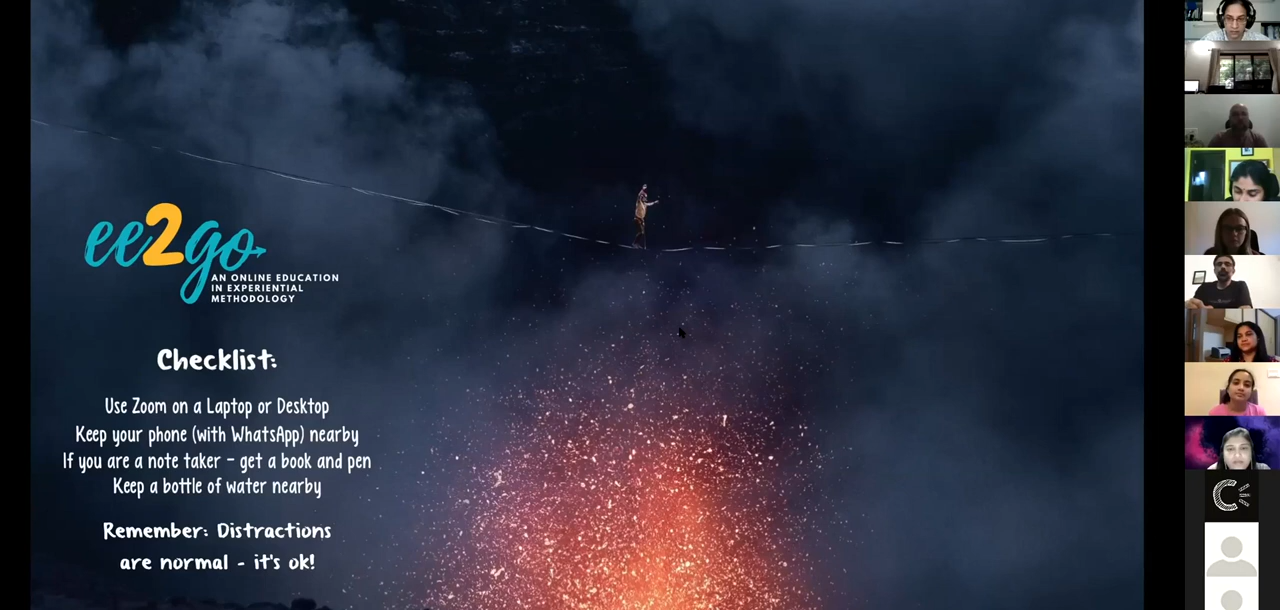 ee2go
AN ONLINE EDUCATION
IN EXPERIENTIAL
METHODOLOGY
Checklist:
Use Zoom on a Laptop or Desktop
Keep your phone (with WhatsApp) nearby
If you are a note taker - get a book and pen
Keep a bottle of water nearby
Remember: Distractions
are normal - it's ok!